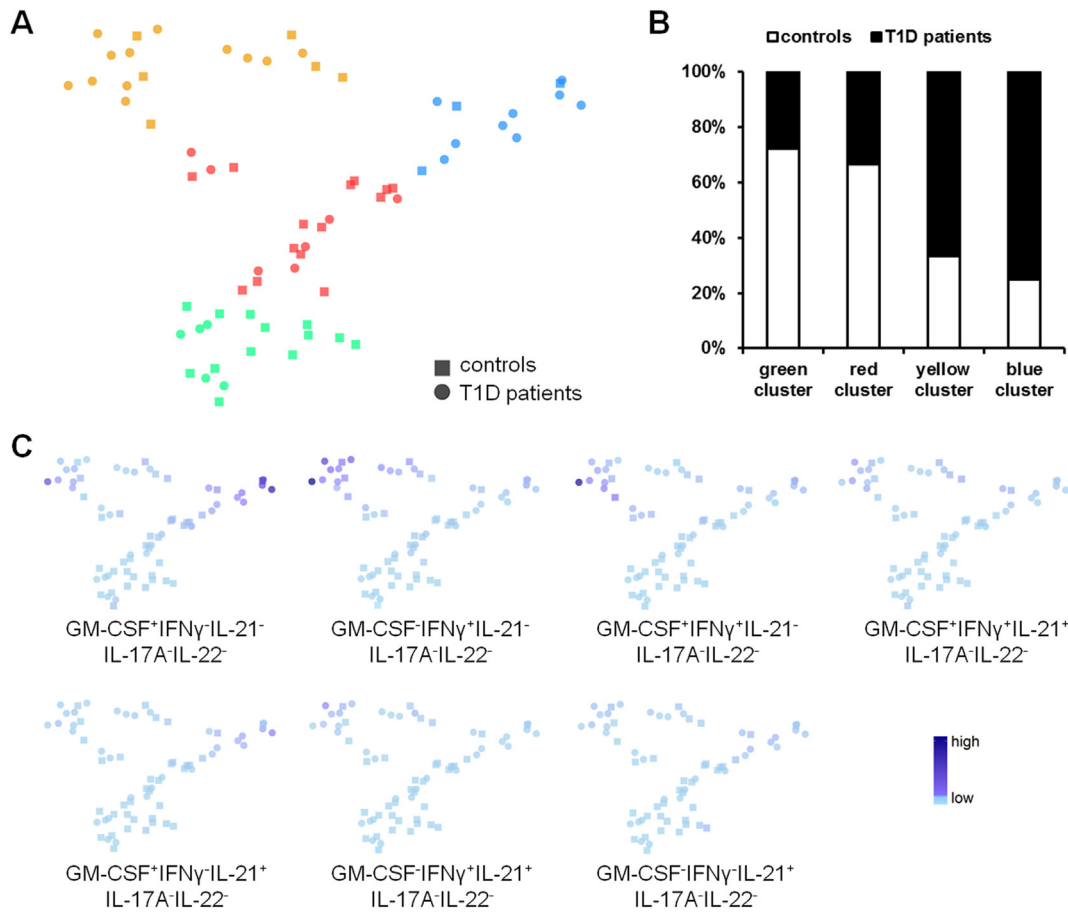 A
B
controls T1D patients
100%
80%
60%
40%
20%
0%
green cluster
red cluster
yellow cluster
blue cluster
controls
T1D patients
C
GM-CSF⁺IFNγ⁻IL-21⁻
IL-17A⁻IL-22⁻
GM-CSF⁻IFNγ⁺IL-21⁻
IL-17A⁻IL-22⁻
GM-CSF⁺IFNγ⁺IL-21⁻
IL-17A⁻IL-22⁻
GM-CSF⁺IFNγ⁺IL-21⁺
IL-17A⁻IL-22⁻
GM-CSF⁺IFNγ⁻IL-21⁺
IL-17A⁻IL-22⁻
GM-CSF⁻IFNγ⁺IL-21⁺
IL-17A⁻IL-22⁻
GM-CSF⁻IFNγ⁻IL-21⁺
IL-17A⁻IL-22⁻
high
low